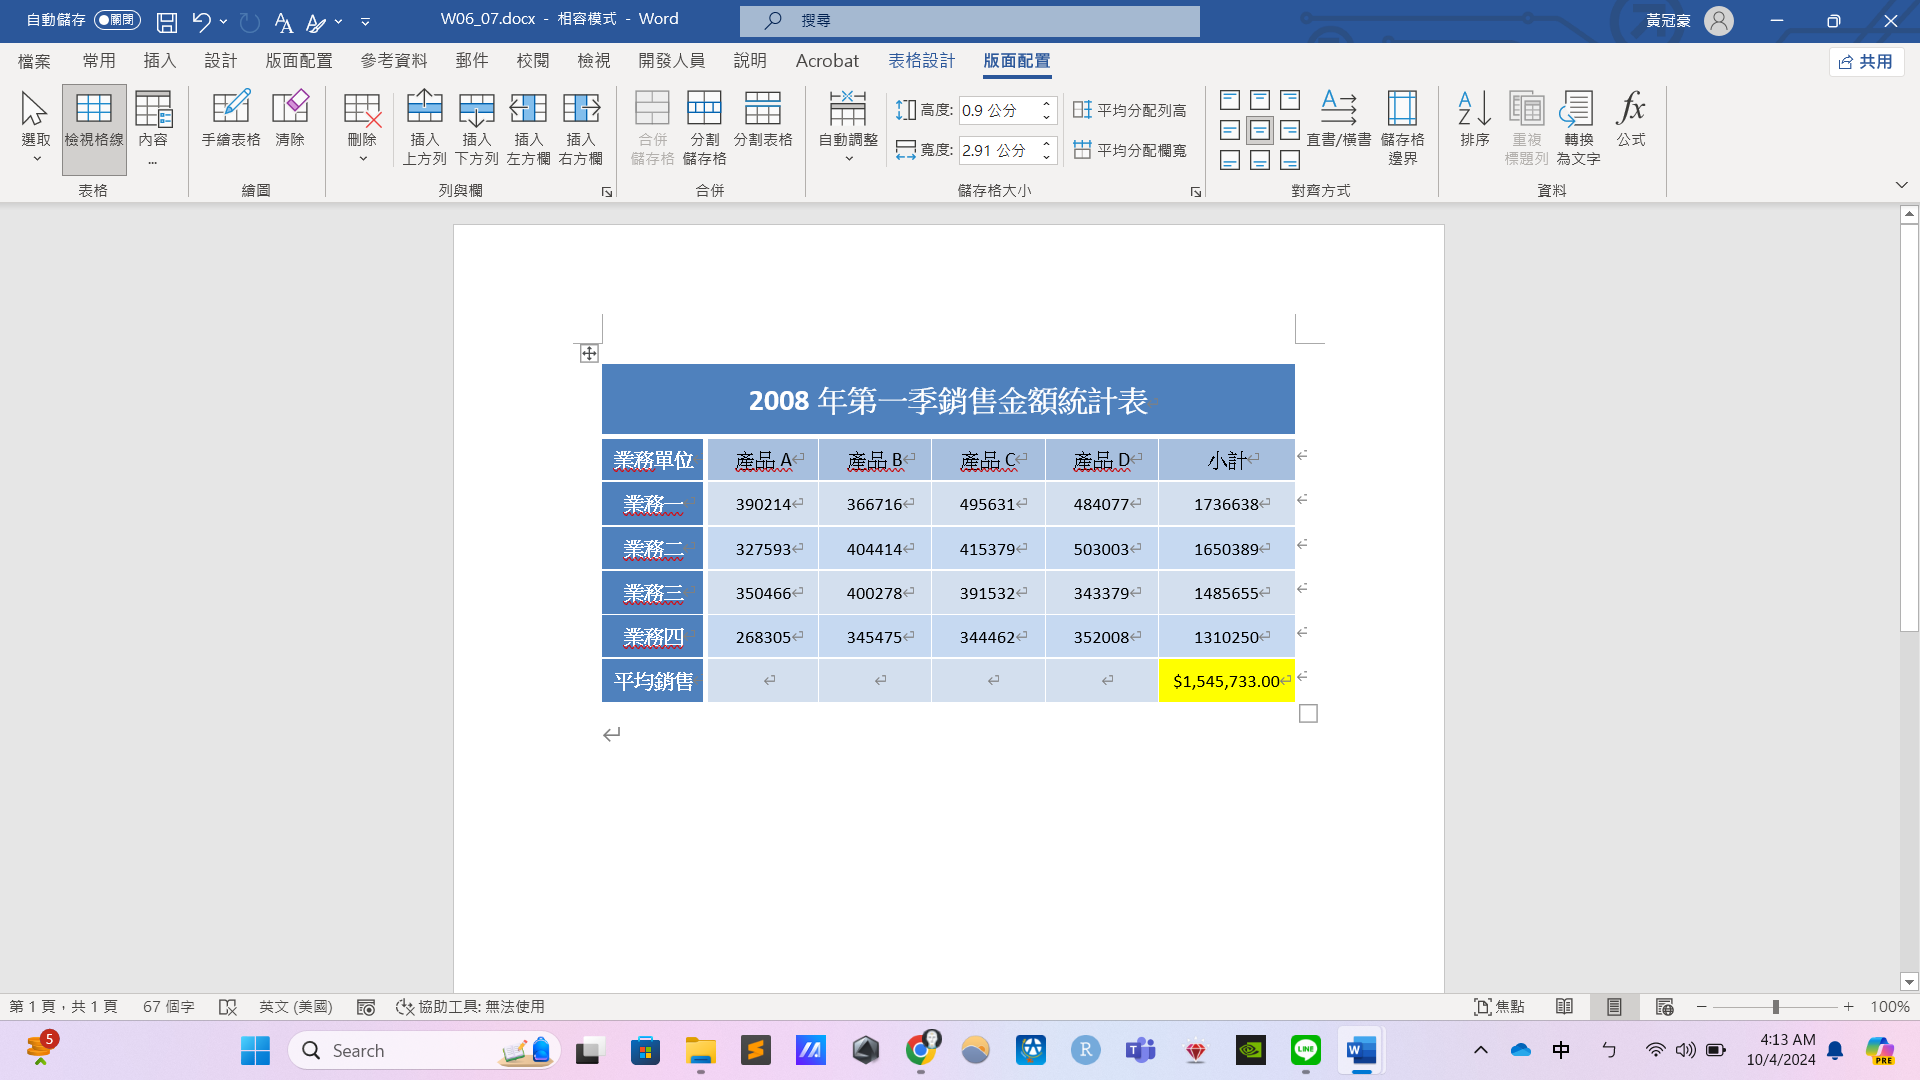 自動儲存 關閉 W06_07.docx - 相容模式 - Word 搜尋 黃冠豪
檔案 常用 插入 設計 版面配置 參考資料 郵件 校閱 檢視 開發人員 說明 Acrobat 表格設計 版面配置 共用
選取 檢視格線 內容 ... 手繪表格 清除 刪除 插入 上方列 插入 下方列 插入 左方欄 插入 右方欄 合併 儲存格 分割 儲存格 分割表格 自動調整 高度: 0.9 公分 平均分配列高 直書/橫書 儲存格 邊界 排序 重複 標題列 轉換 為文字 公式
寬度: 2.91 公分 平均分配欄寬
表格 繪圖 列與欄 合併 儲存格大小 對齊方式 資料
2008 年第一季銷售金額統計表
業務單位 產品 A 產品 B 產品 C 產品 D 小計
業務一 390214 366716 495631 484077 1736638
業務二 327593 404414 415379 503003 1650389
業務三 350466 400278 391532 343379 1485655
業務四 268305 345475 344462 352008 1310250
平均銷售 $1,545,733.00
第 1 頁，共 1 頁 67 個字 英文 (美國) 協助工具: 無法使用 焦點 100%
5 Search LINE 中 ㄅ 4:13 AM PRE
10/4/2024